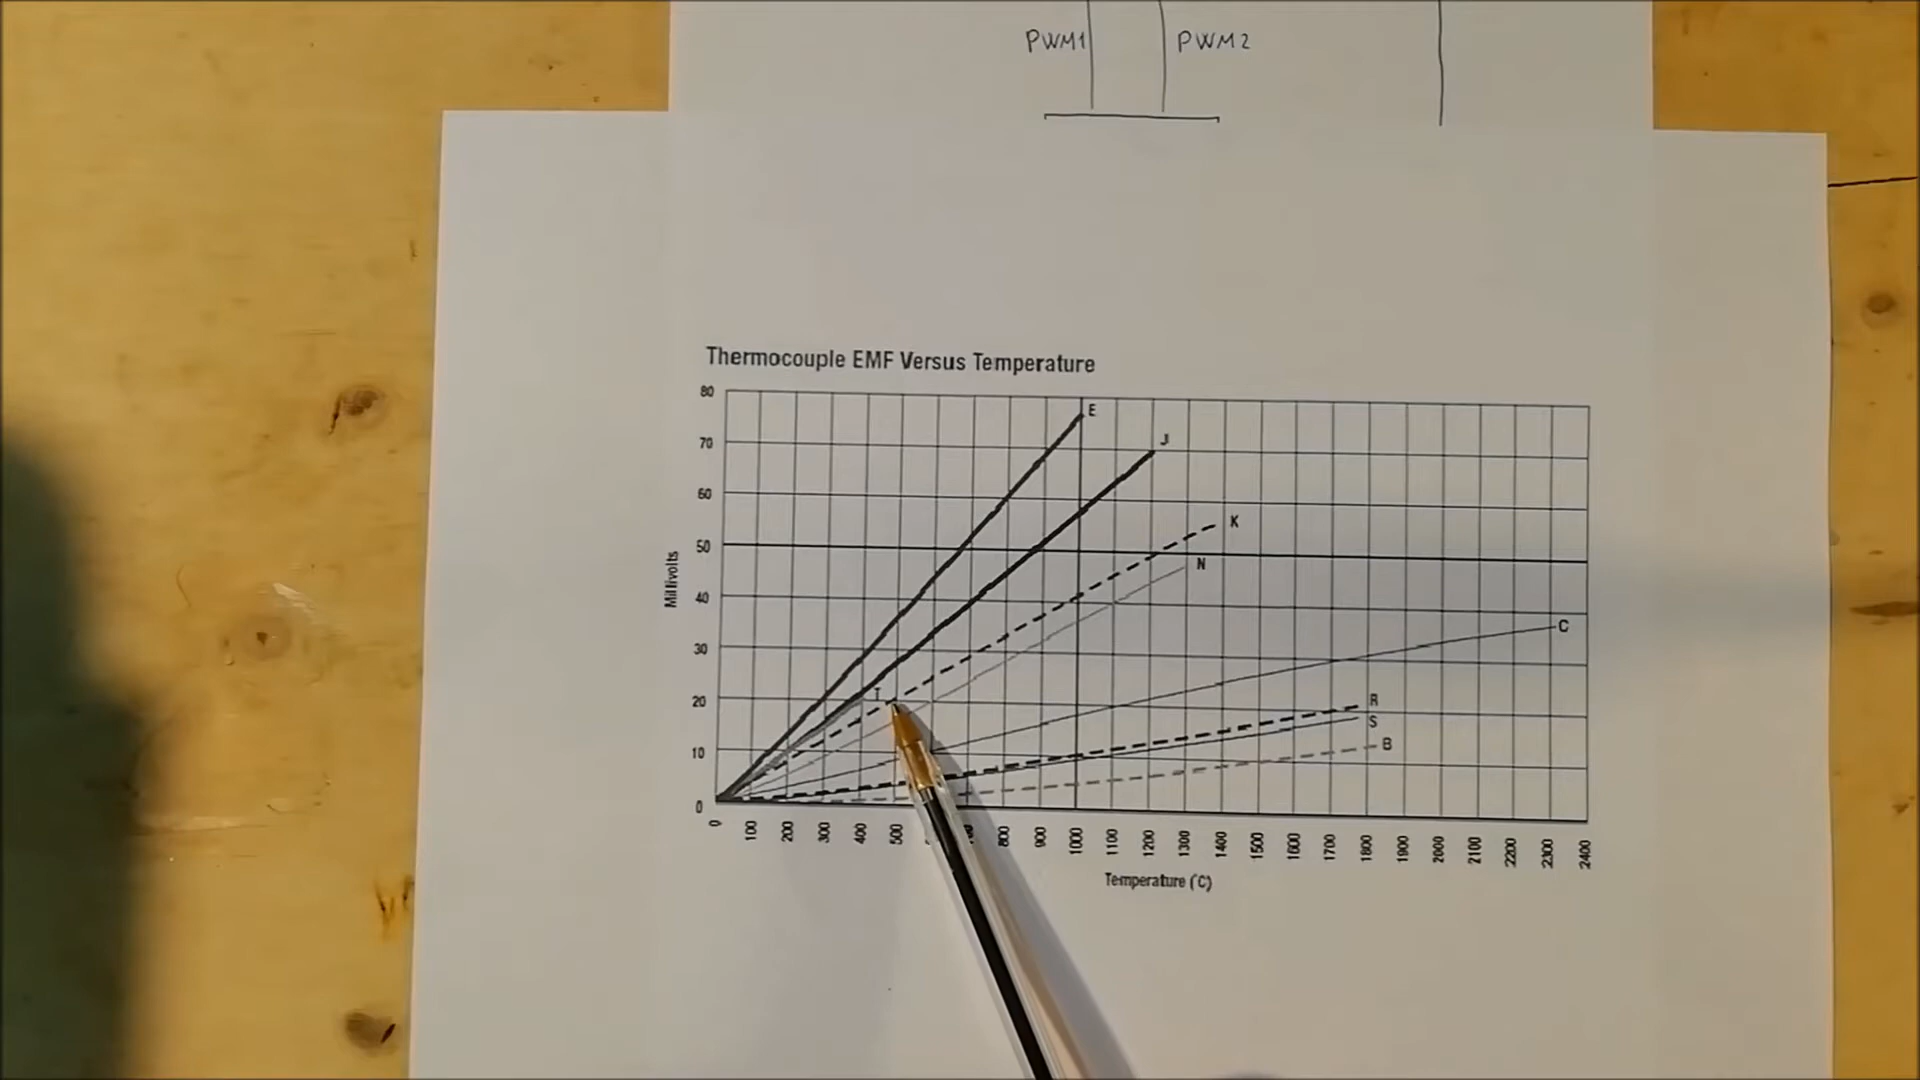 PWM1 PWM2
Thermocouple EMF Versus Temperature
80
70
60
50
40
30
20
10
0
Millivolts
E
J
K
N
T
C
R
S
B
0 100 200 300 400 500 800 900 1000 1100 1200 1300 1400 1500 1600 1700 1800 1900 2000 2100 2200 2300 2400
Temperature (°C)